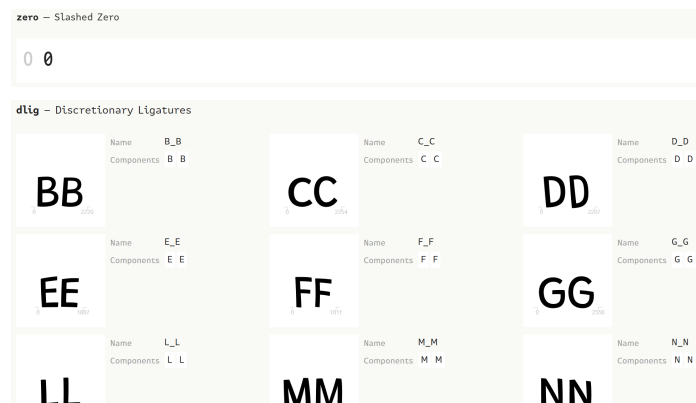 zero — Slashed Zero
0 0
dlig — Discretionary Ligatures
Name B_B
Components B B
BB
Name C_C
Components C C
CC
Name D_D
Components D D
DD
Name E_E
Components E E
EE
Name F_F
Components F F
FF
Name G_G
Components G G
GG
Name L_L
Components L L
LL
Name M_M
Components M M
MM
Name N_N
Components N N
NN